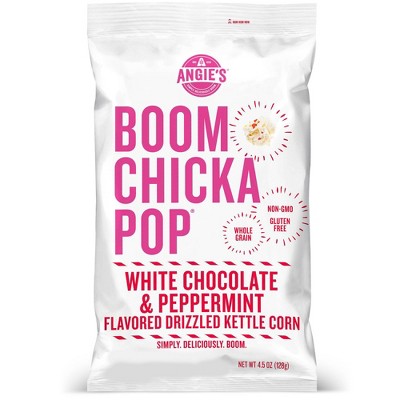 ANGIE'S
BOOM
CHICKA
POP®
NON-GMO
GLUTEN
FREE
WHOLE
GRAIN
WHITE CHOCOLATE
& PEPPERMINT
FLAVORED DRIZZLED KETTLE CORN
SIMPLY. DELICIOUSLY. BOOM.
NET WT 4.5 OZ (128g)